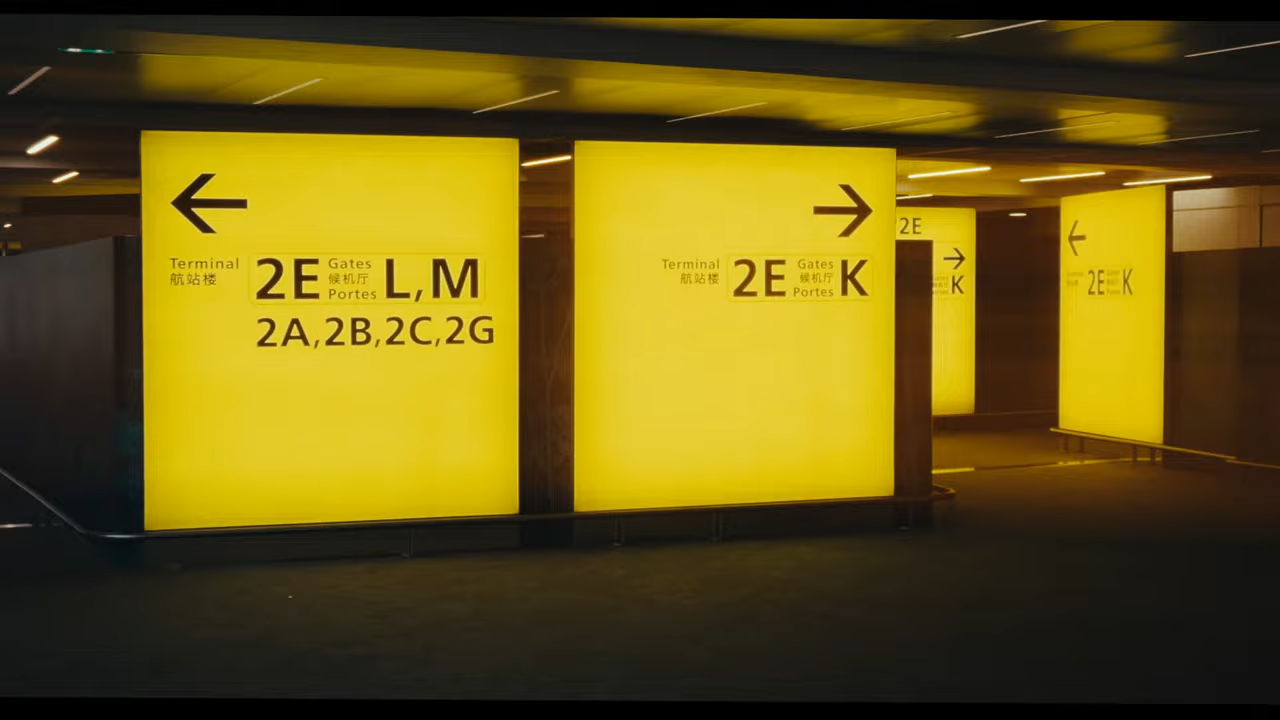 Terminal
航站楼
2E Gates 候机厅 Portes L,M
2A,2B,2C,2G
Terminal
航站楼
2E Gates 候机厅 Portes K
2E
K
2E K